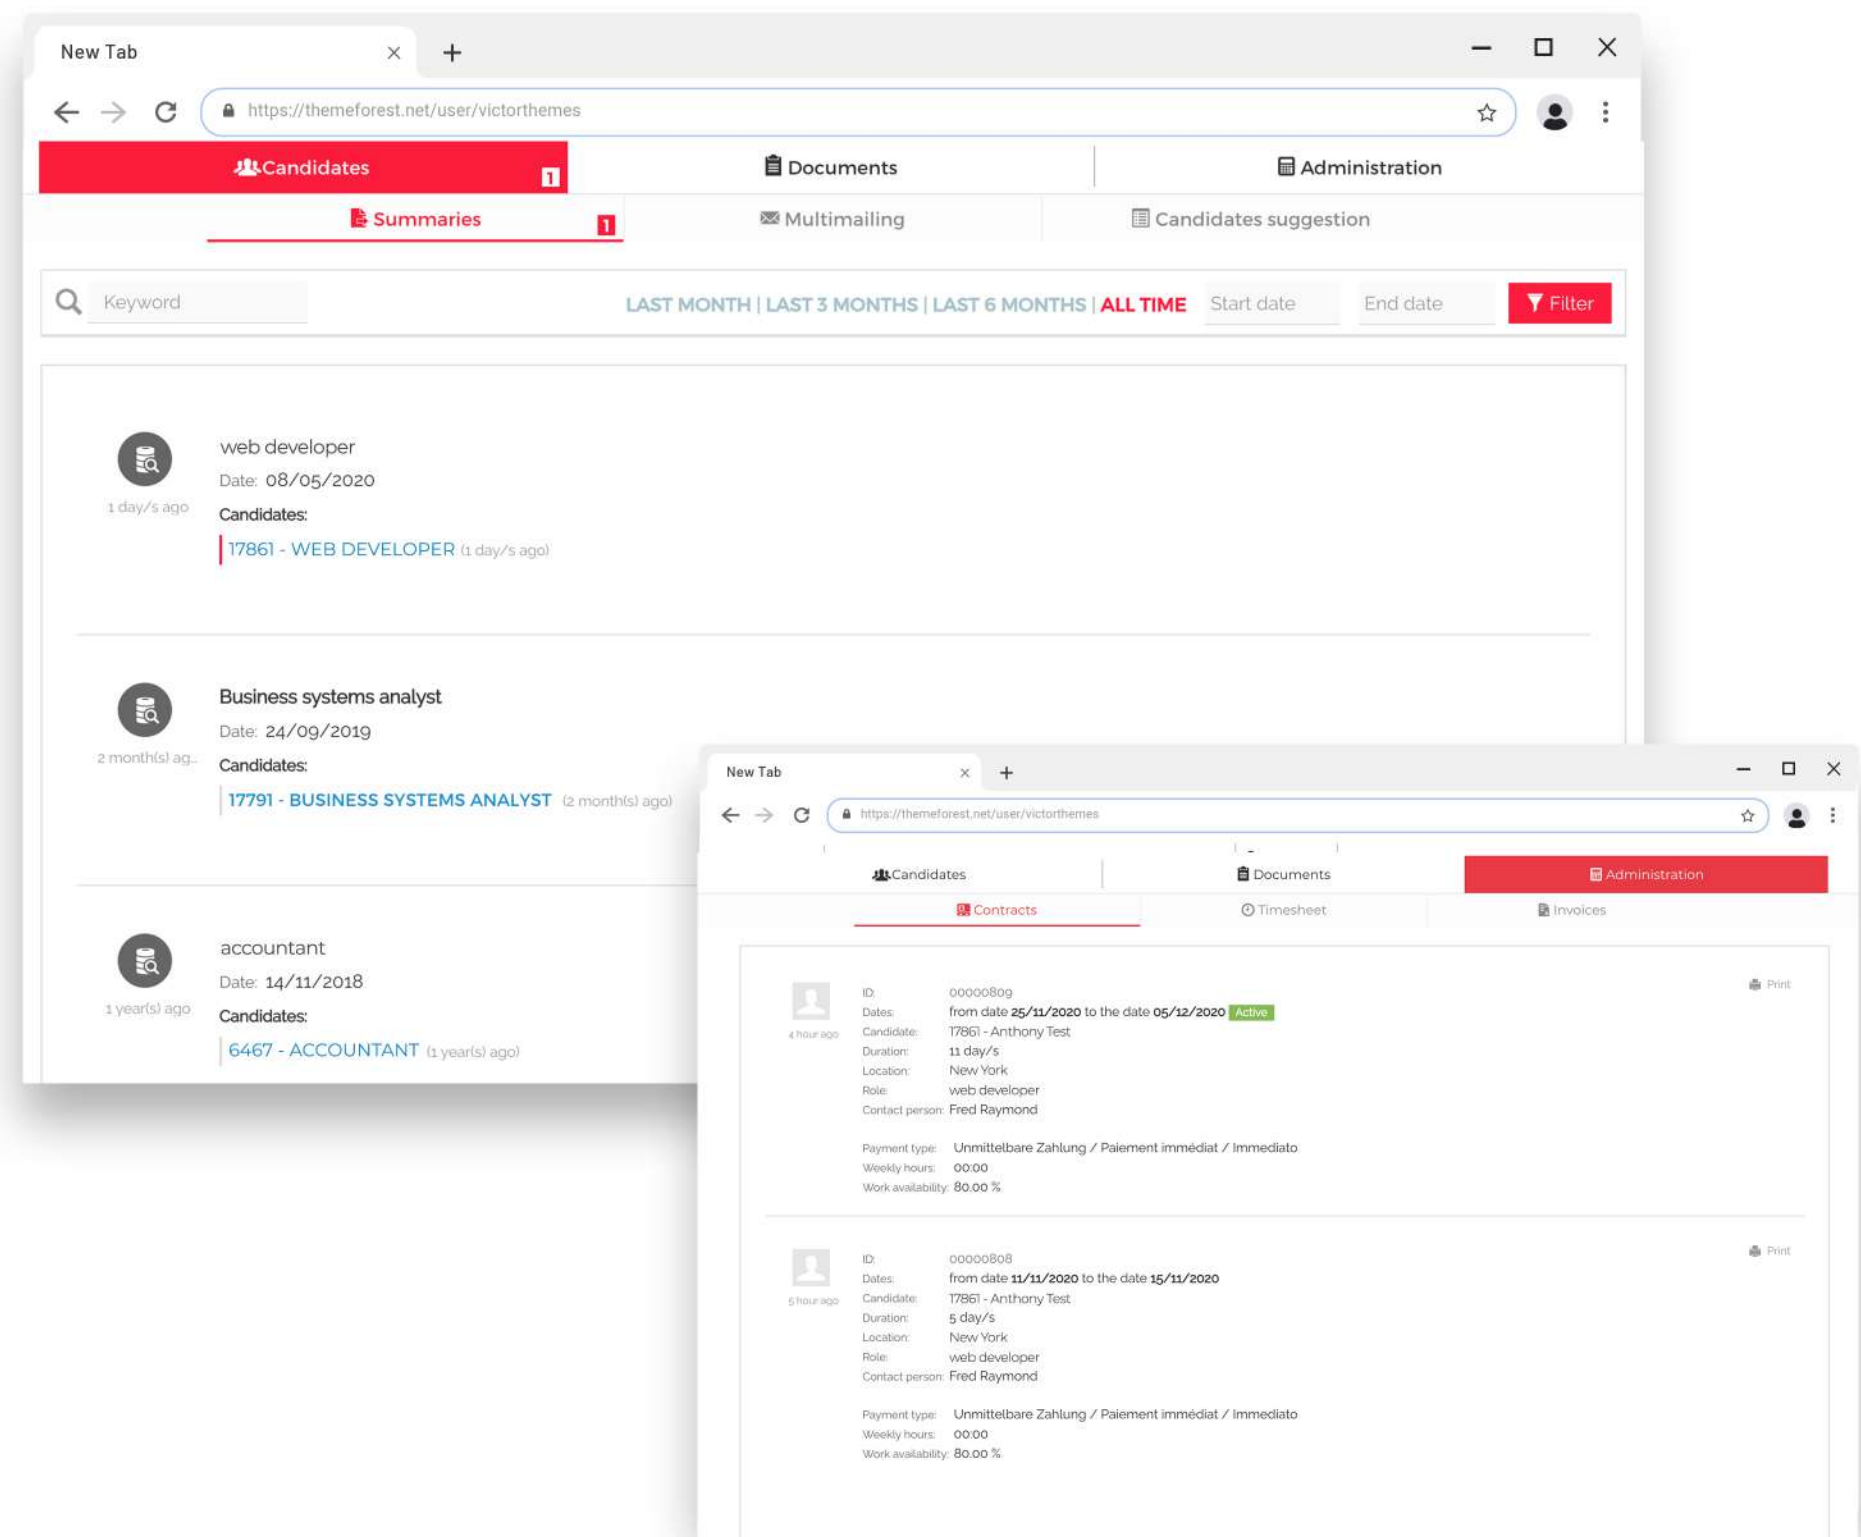 New Tab
https://themeforest.net/user/victorthemes
Candidates 1 Documents Administration
Summaries 1 Multimailing Candidates suggestion
Keyword LAST MONTH | LAST 3 MONTHS | LAST 6 MONTHS | ALL TIME Start date End date Filter
web developer
Date: 08/05/2020
1 day/s ago
Candidates:
17861 - WEB DEVELOPER (1 day/s ago)
Business systems analyst
Date: 24/09/2019
2 month(s) ag...
Candidates:
17791 - BUSINESS SYSTEMS ANALYST (2 month(s) ago)
accountant
Date: 14/11/2018
1 year(s) ago
Candidates:
6467 - ACCOUNTANT (1 year(s) ago)
New Tab
https://themeforest.net/user/victorthemes
Candidates Documents Administration
Contracts Timesheet Invoices
ID: 00000809 Print
Dates: from date 25/11/2020 to the date 05/12/2020 Active
4 hour ago Candidate: 17861 - Anthony Test
Duration: 11 day/s
Location: New York
Role: web developer
Contact person: Fred Raymond
Payment type: Unmittelbare Zahlung / Paiement immédiat / Immediato
Weekly hours: 00:00
Work availability: 80.00 %
ID: 00000808 Print
Dates: from date 11/11/2020 to the date 15/11/2020
5 hour ago Candidate: 17861 - Anthony Test
Duration: 5 day/s
Location: New York
Role: web developer
Contact person: Fred Raymond
Payment type: Unmittelbare Zahlung / Paiement immédiat / Immediato
Weekly hours: 00:00
Work availability: 80.00 %